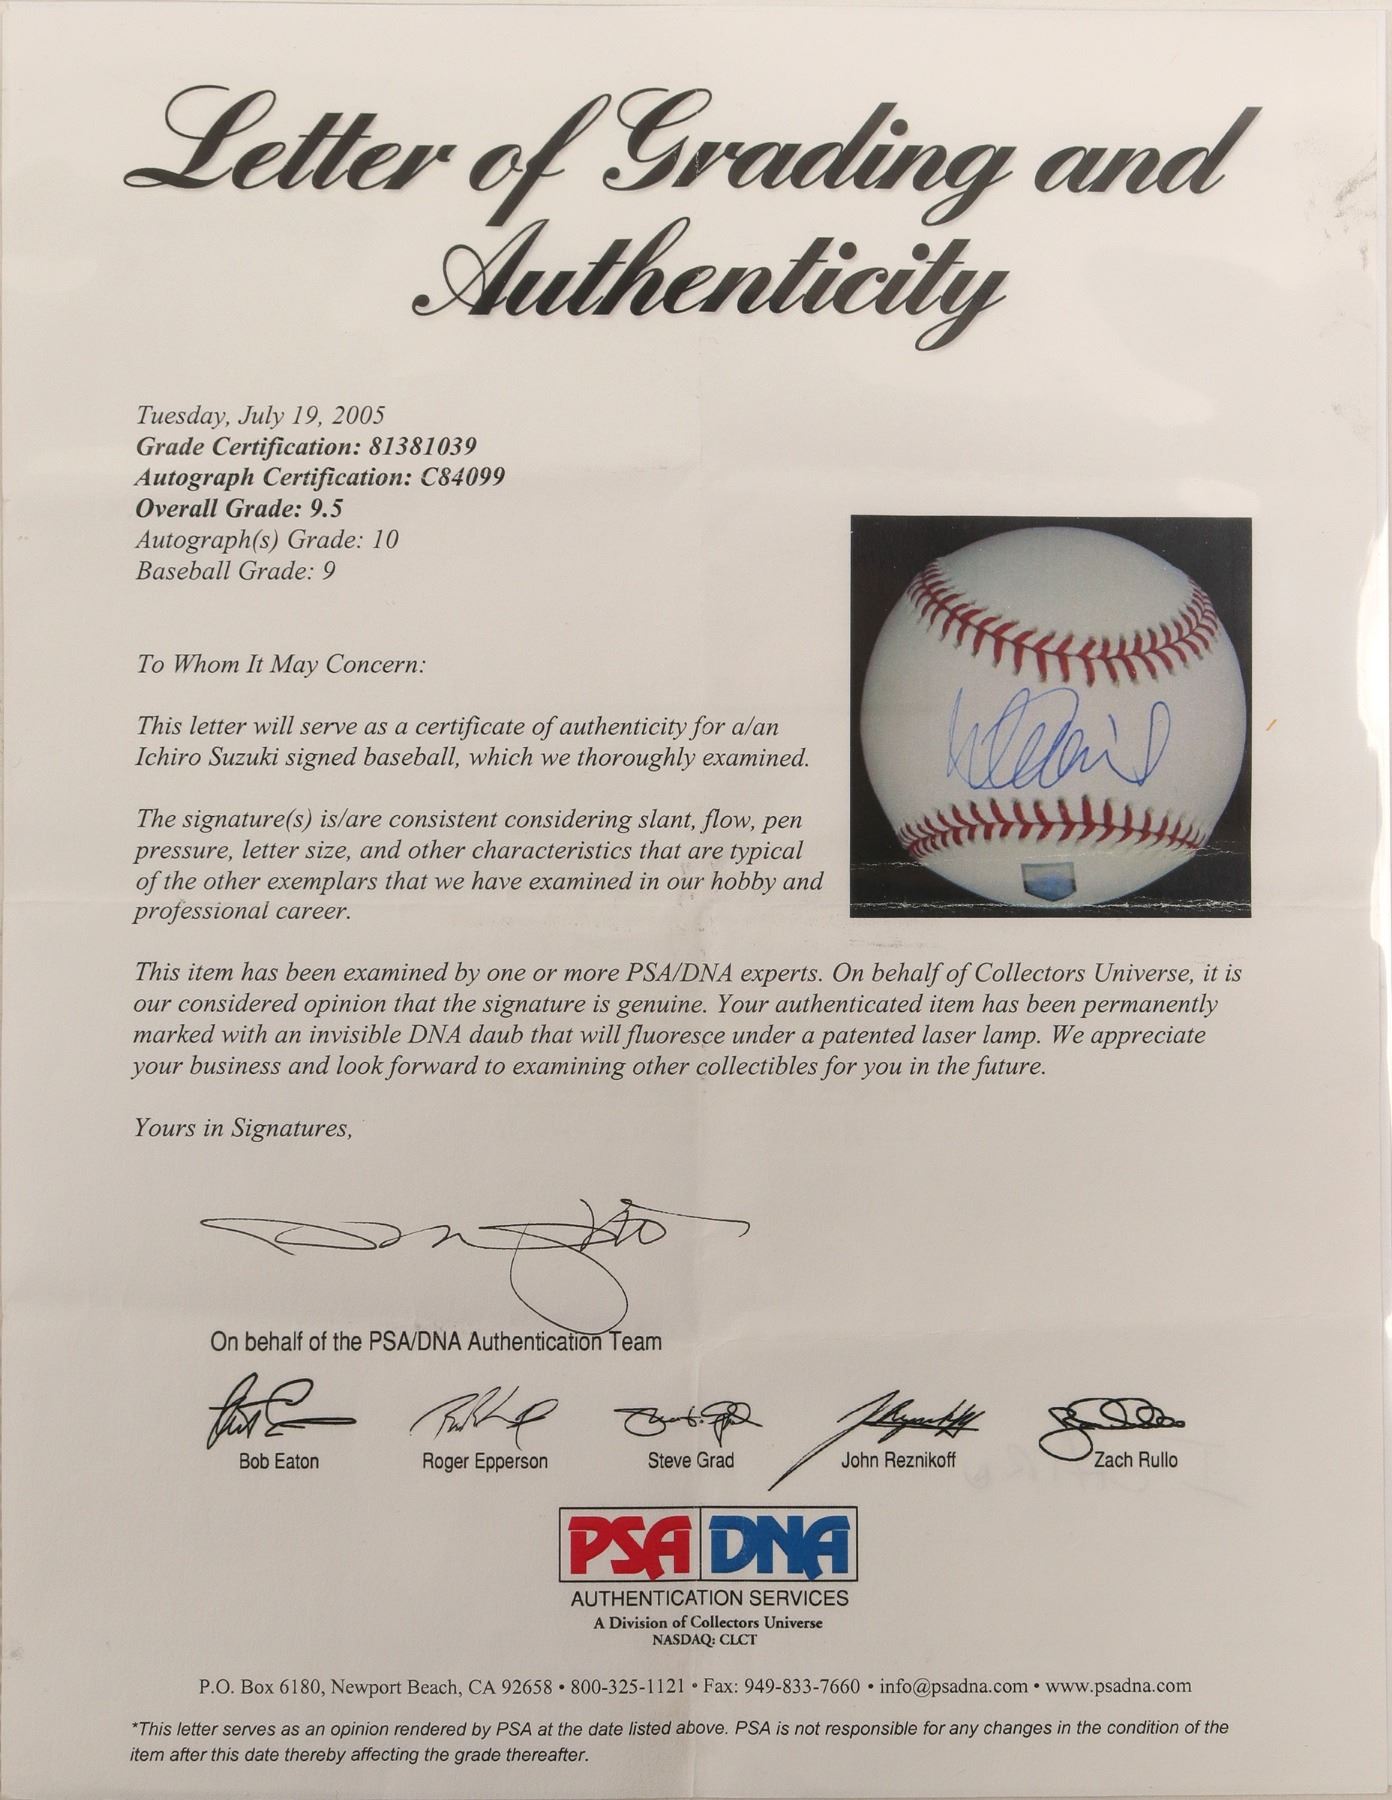 Letter of Grading and
Authenticity
Tuesday, July 19, 2005
Grade Certification: 81381039
Autograph Certification: C84099
Overall Grade: 9.5
Autograph(s) Grade: 10
Baseball Grade: 9
To Whom It May Concern:
This letter will serve as a certificate of authenticity for a/an
Ichiro Suzuki signed baseball, which we thoroughly examined.
The signature(s) is/are consistent considering slant, flow, pen
pressure, letter size, and other characteristics that are typical
of the other exemplars that we have examined in our hobby and
professional career.
This item has been examined by one or more PSA/DNA experts. On behalf of Collectors Universe, it is
our considered opinion that the signature is genuine. Your authenticated item has been permanently
marked with an invisible DNA daub that will fluoresce under a patented laser lamp. We appreciate
your business and look forward to examining other collectibles for you in the future.
Yours in Signatures,
On behalf of the PSA/DNA Authentication Team
Bob Eaton Roger Epperson Steve Grad John Reznikoff Zach Rullo
PSA DNA
AUTHENTICATION SERVICES
A Division of Collectors Universe
NASDAQ: CLCT
P.O. Box 6180, Newport Beach, CA 92658 • 800-325-1121 • Fax: 949-833-7660 • info@psadna.com • www.psadna.com
*This letter serves as an opinion rendered by PSA at the date listed above. PSA is not responsible for any changes in the condition of the
item after this date thereby affecting the grade thereafter.